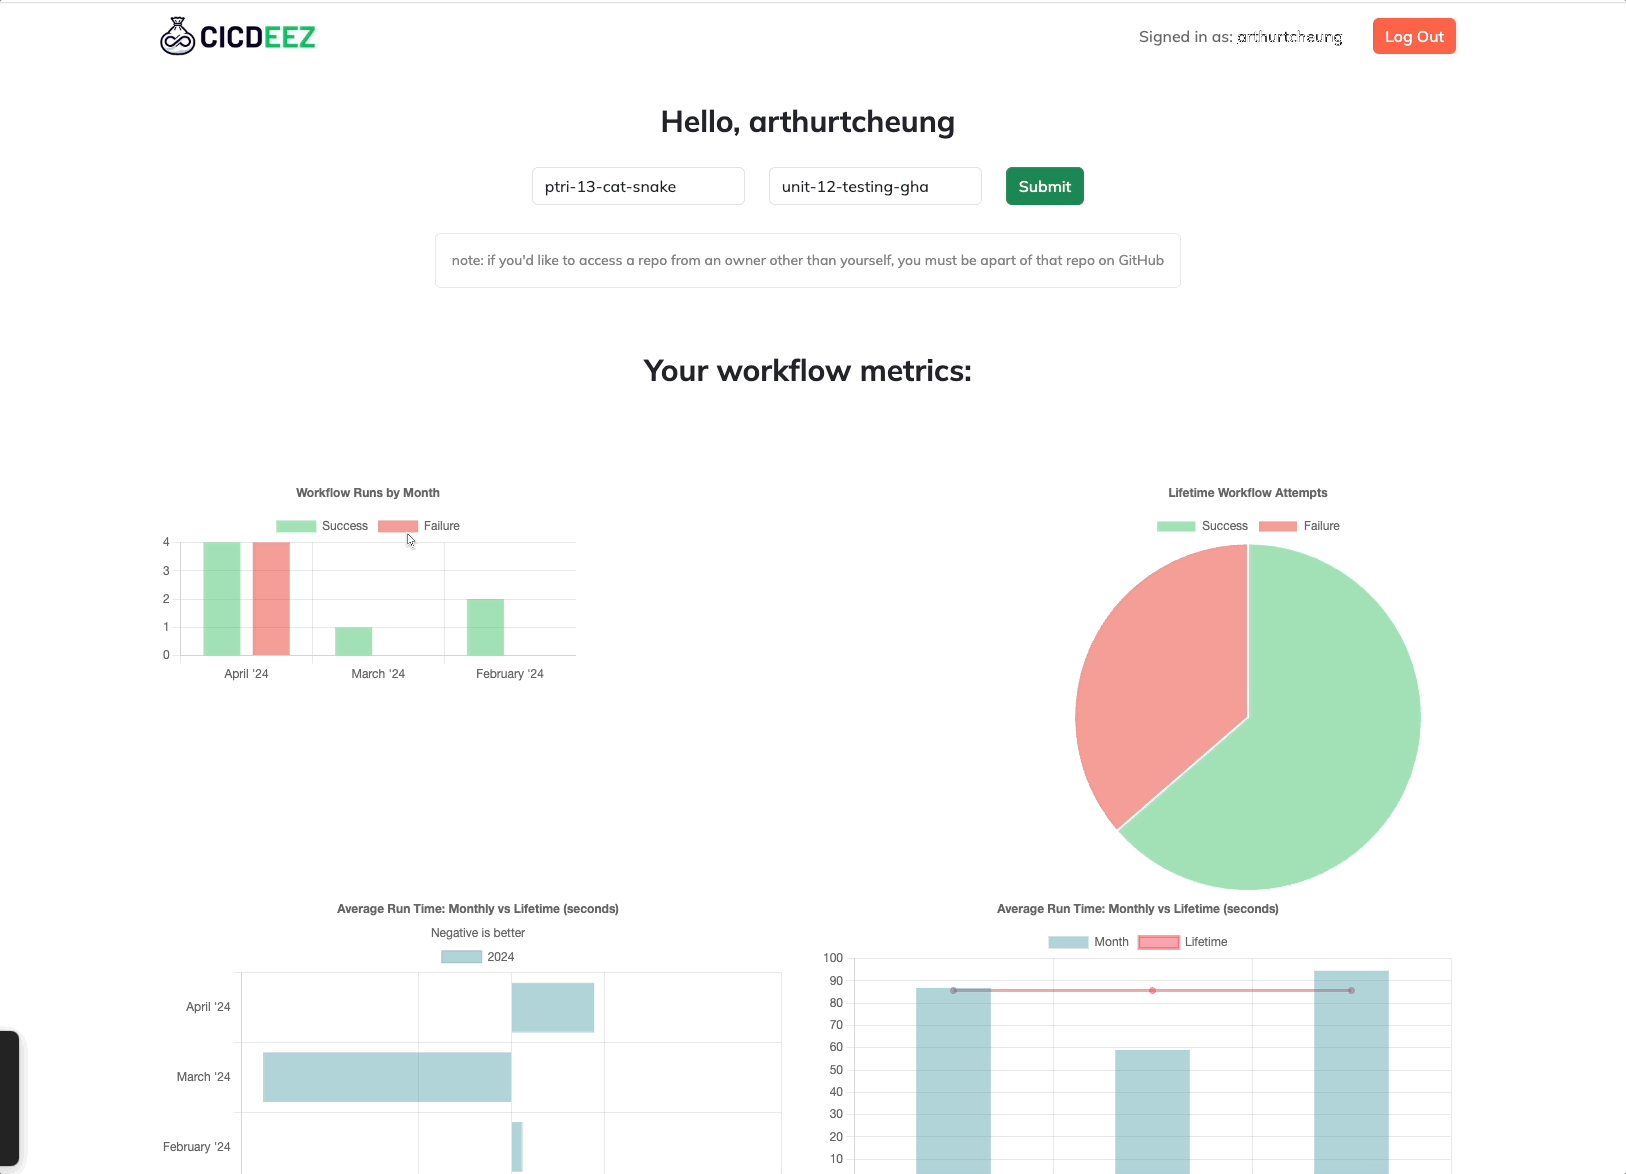 CICDEEZ
Signed in as: arthurtcheung
Log Out
Hello, arthurtcheung
ptri-13-cat-snake
unit-12-testing-gha
Submit
note: if you'd like to access a repo from an owner other than yourself, you must be apart of that repo on GitHub
Your workflow metrics:
Workflow Runs by Month
Success Failure
4
3
2
1
0
April '24 March '24 February '24
Lifetime Workflow Attempts
Success Failure
Average Run Time: Monthly vs Lifetime (seconds)
Negative is better
2024
April '24
March '24
February '24
Average Run Time: Monthly vs Lifetime (seconds)
Month Lifetime
100
90
80
70
60
50
40
30
20
10